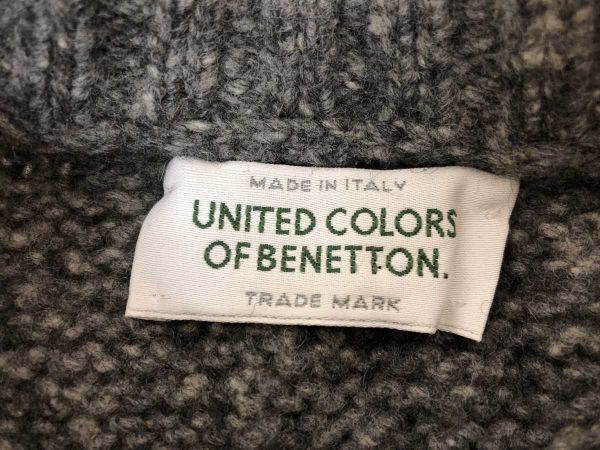 MADE IN ITALY
UNITED COLORS
OF BENETTON.
TRADE MARK